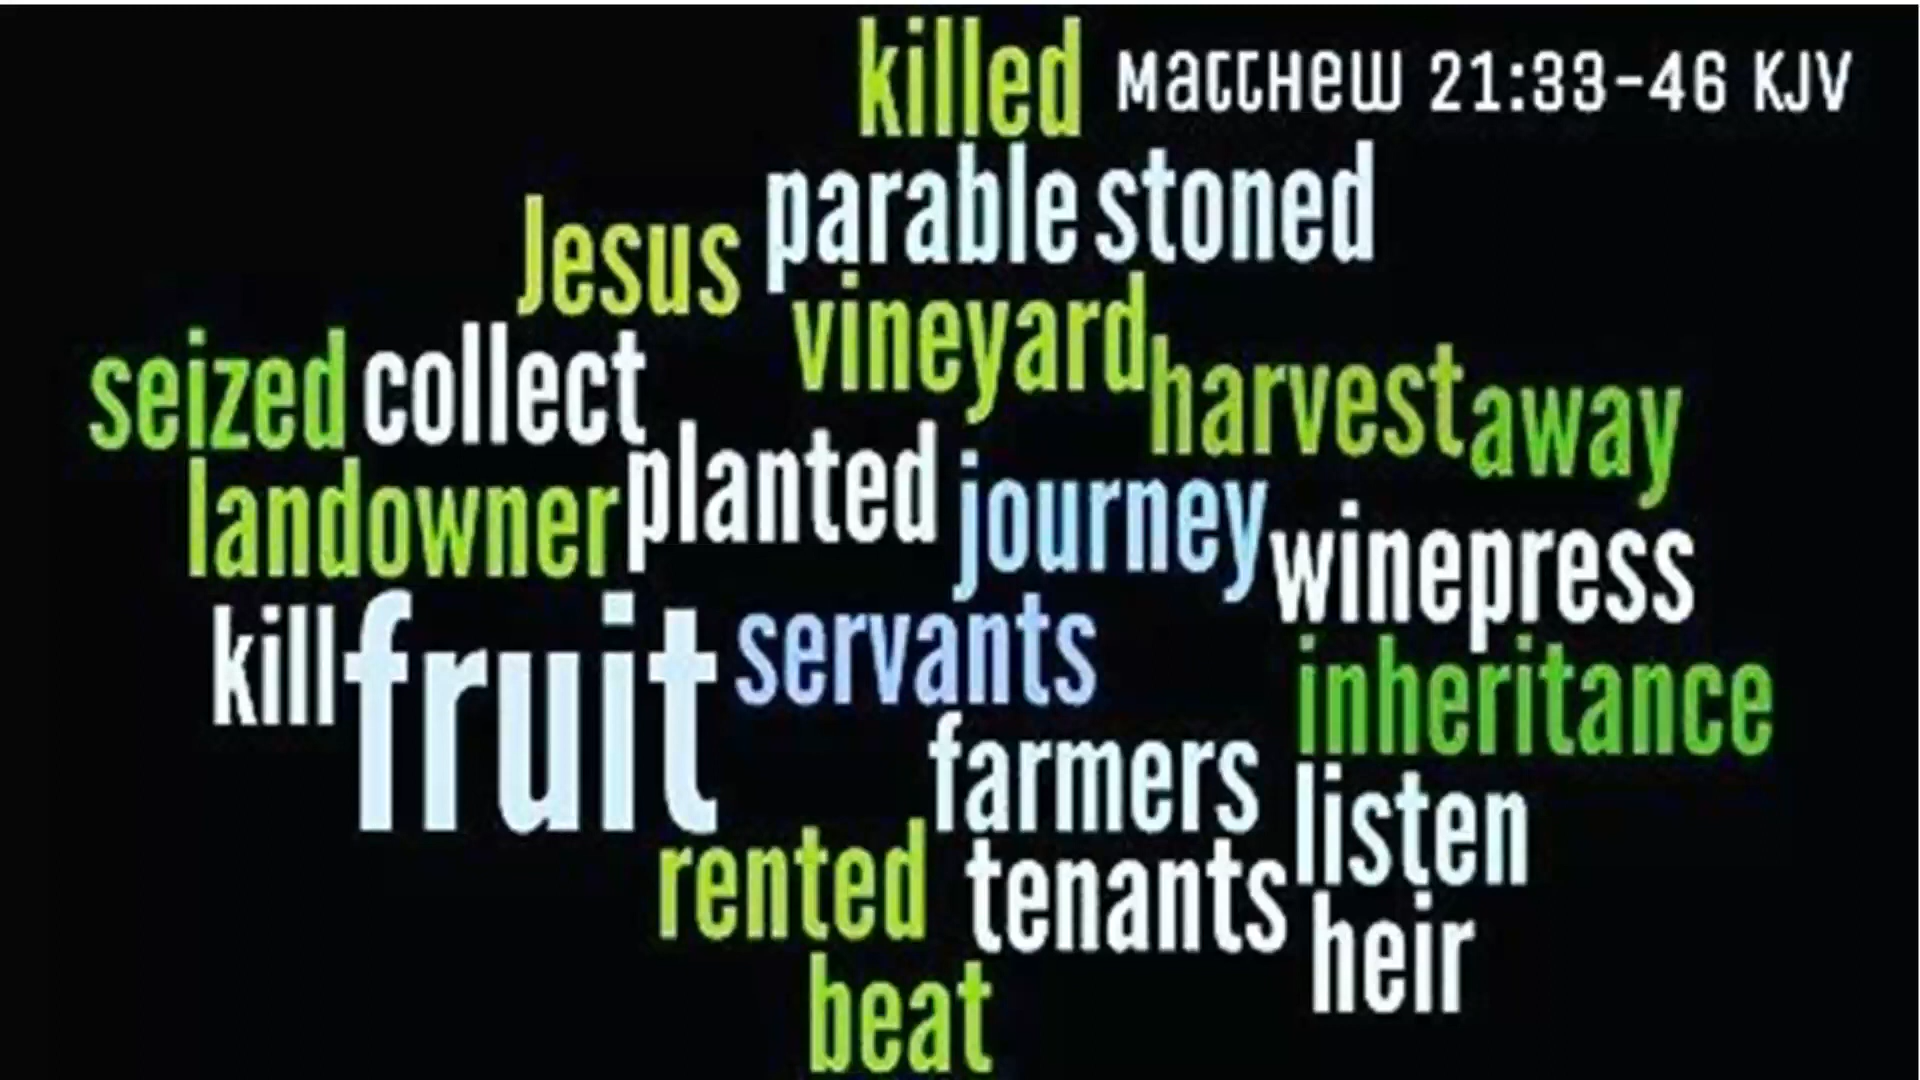 killed Matthew 21:33-46 KJV
parable stoned
Jesus
vineyard
seized collect
harvest away
landowner planted journey
winepress
kill fruit servants
inheritance
farmers
listen
rented tenants
heir
beat